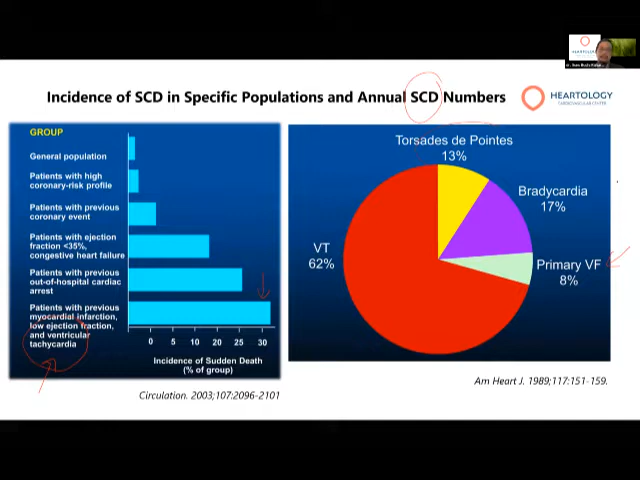 Incidence of SCD in Specific Populations and Annual SCD Numbers
HEARTOLOGY
CARDIOVASCULAR CENTER
GROUP
General population
Patients with high
coronary-risk profile
Patients with previous
coronary event
Patients with ejection
fraction <35%,
congestive heart failure
Patients with previous
out-of-hospital cardiac
arrest
Patients with previous
myocardial infarction,
low ejection fraction,
and ventricular
tachycardia
0 5 10 20 25 30
Incidence of Sudden Death
(% of group)
Circulation. 2003;107:2096-2101
Torsades de Pointes
13%
Bradycardia
17%
VT
62%
Primary VF
8%
Am Heart J. 1989;117:151-159.